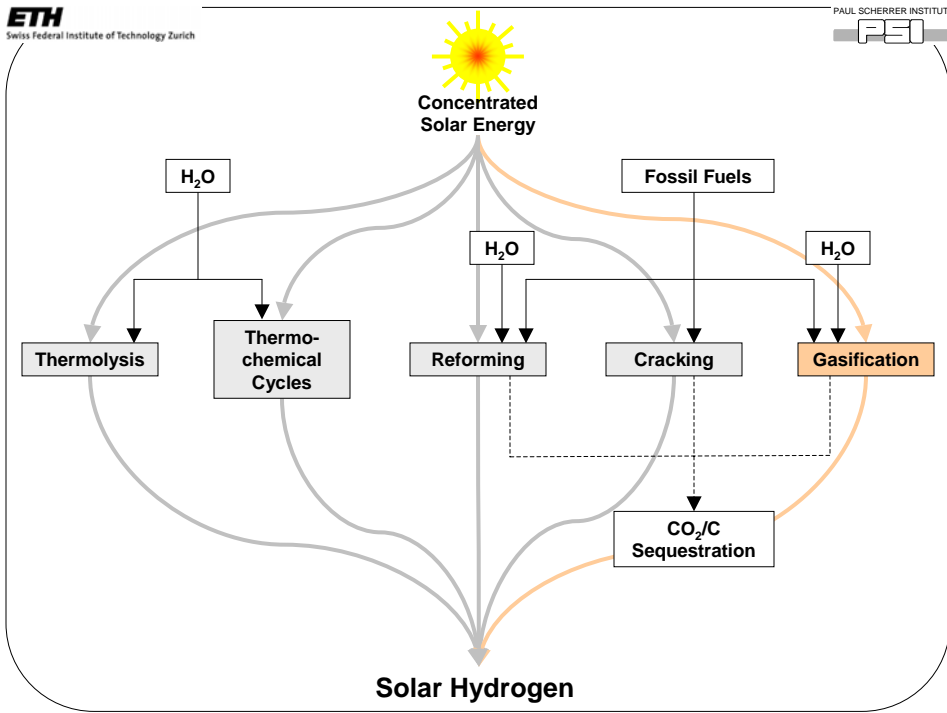 ETH
Swiss Federal Institute of Technology Zurich
PAUL SCHERRER INSTITUT
PSI
Concentrated
Solar Energy
H₂O
Fossil Fuels
H₂O
H₂O
Thermolysis
Thermo-
chemical
Cycles
Reforming
Cracking
Gasification
CO₂/C
Sequestration
Solar Hydrogen